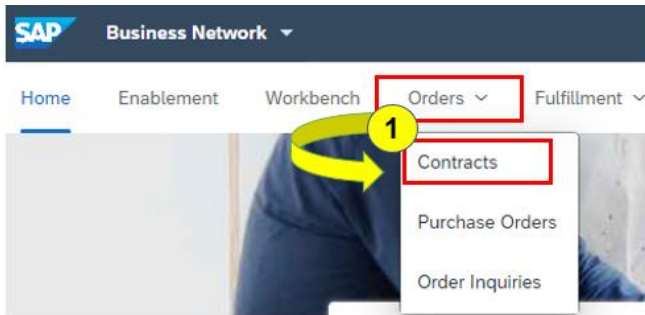 SAP Business Network
Home Enablement Workbench Orders Fulfillment
1
Contracts
Purchase Orders
Order Inquiries